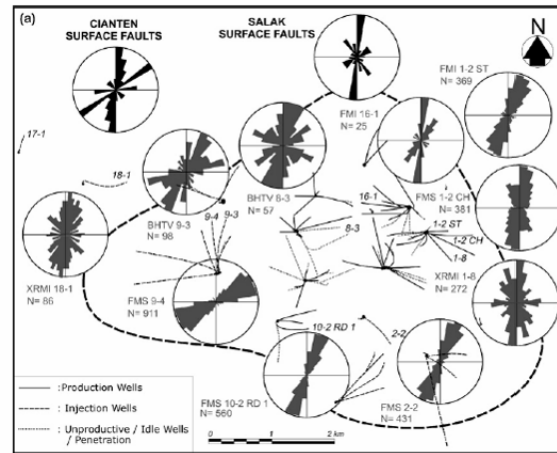 (a)
CIANTEN
SURFACE FAULTS
SALAK
SURFACE FAULTS
N
FMI 1-2 ST
N= 369
FMI 16-1
N= 25
17-1
18-1
BHTV 9-3
N= 98
BHTV 8-3
N= 57
FMS 1-2 CH
N= 381
16-1
1-2 ST
1-2 CH
1-8
9-4
9-3
8-3
XRMI 18-1
N= 86
XRMI 1-8
N= 272
FMS 9-4
N= 911
10-2 RD 1
2-2
FMS 10-2 RD 1
N= 560
FMS 2-2
N= 431
:Production Wells
: Injection Wells
: Unproductive / Idle Wells
/ Penetration
0 1 2 km